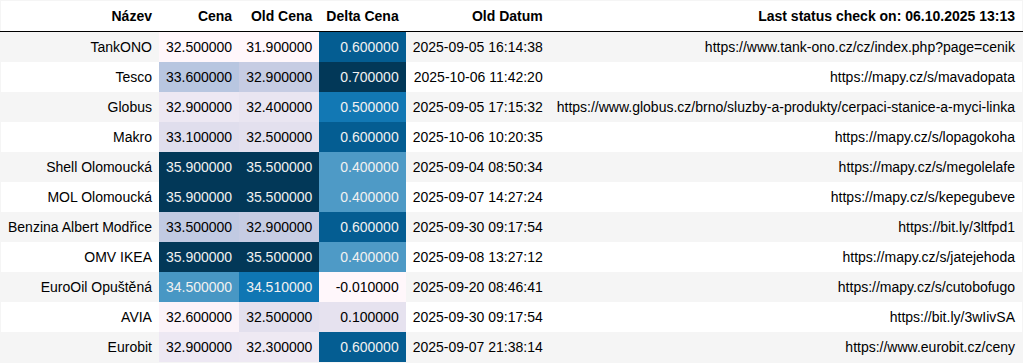 Název Cena Old Cena Delta Cena Old Datum Last status check on: 06.10.2025 13:13
TankONO 32.500000 31.900000 0.600000 2025-09-05 16:14:38 https://www.tank-ono.cz/cz/index.php?page=cenik
Tesco 33.600000 32.900000 0.700000 2025-10-06 11:42:20 https://mapy.cz/s/mavadopata
Globus 32.900000 32.400000 0.500000 2025-09-05 17:15:32 https://www.globus.cz/brno/sluzby-a-produkty/cerpaci-stanice-a-myci-linka
Makro 33.100000 32.500000 0.600000 2025-10-06 10:20:35 https://mapy.cz/s/lopagokoha
Shell Olomoucká 35.900000 35.500000 0.400000 2025-09-04 08:50:34 https://mapy.cz/s/megolelafe
MOL Olomoucká 35.900000 35.500000 0.400000 2025-09-07 14:27:24 https://mapy.cz/s/kepegubeve
Benzina Albert Modřice 33.500000 32.900000 0.600000 2025-09-30 09:17:54 https://bit.ly/3ltfpd1
OMV IKEA 35.900000 35.500000 0.400000 2025-09-08 13:27:12 https://mapy.cz/s/jatejehoda
EuroOil Opuštěná 34.500000 34.510000 -0.010000 2025-09-20 08:46:41 https://mapy.cz/s/cutobofugo
AVIA 32.600000 32.500000 0.100000 2025-09-30 09:17:54 https://bit.ly/3wIivSA
Eurobit 32.900000 32.300000 0.600000 2025-09-07 21:38:14 https://www.eurobit.cz/ceny